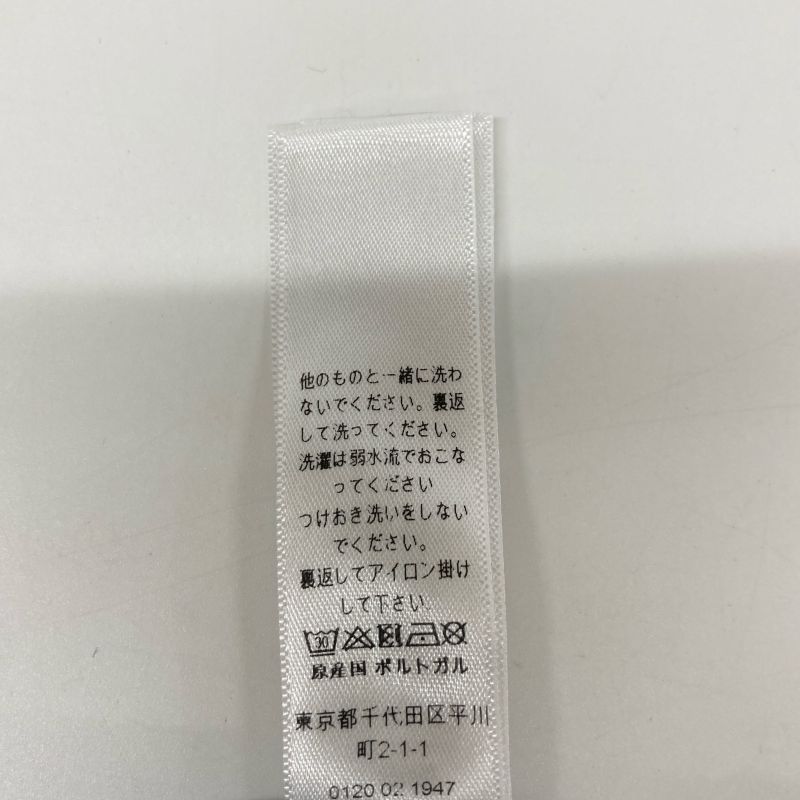 他のものと一緒に洗わ
ないでください。裏返
して洗ってください。
洗濯は弱水流でおこな
ってください
つけおき洗いをしない
でください。
裏返してアイロン掛け
して下さい
30
原産国 ポルトガル
東京都千代田区平川
町2-1-1
0120 02 1947